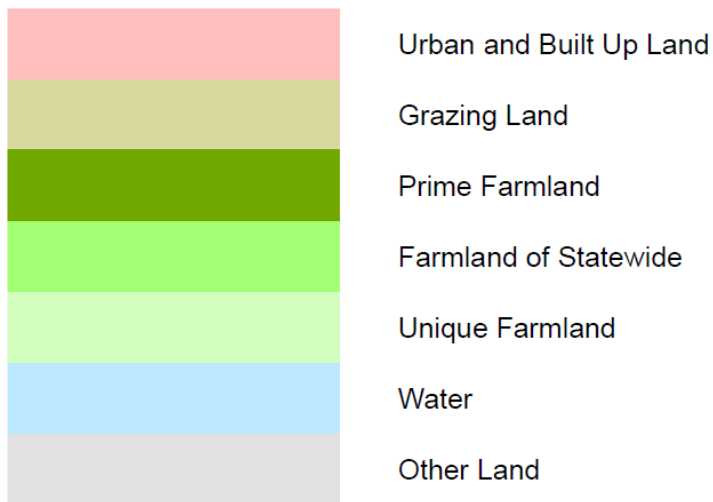 Urban and Built Up Land
Grazing Land
Prime Farmland
Farmland of Statewide
Unique Farmland
Water
Other Land